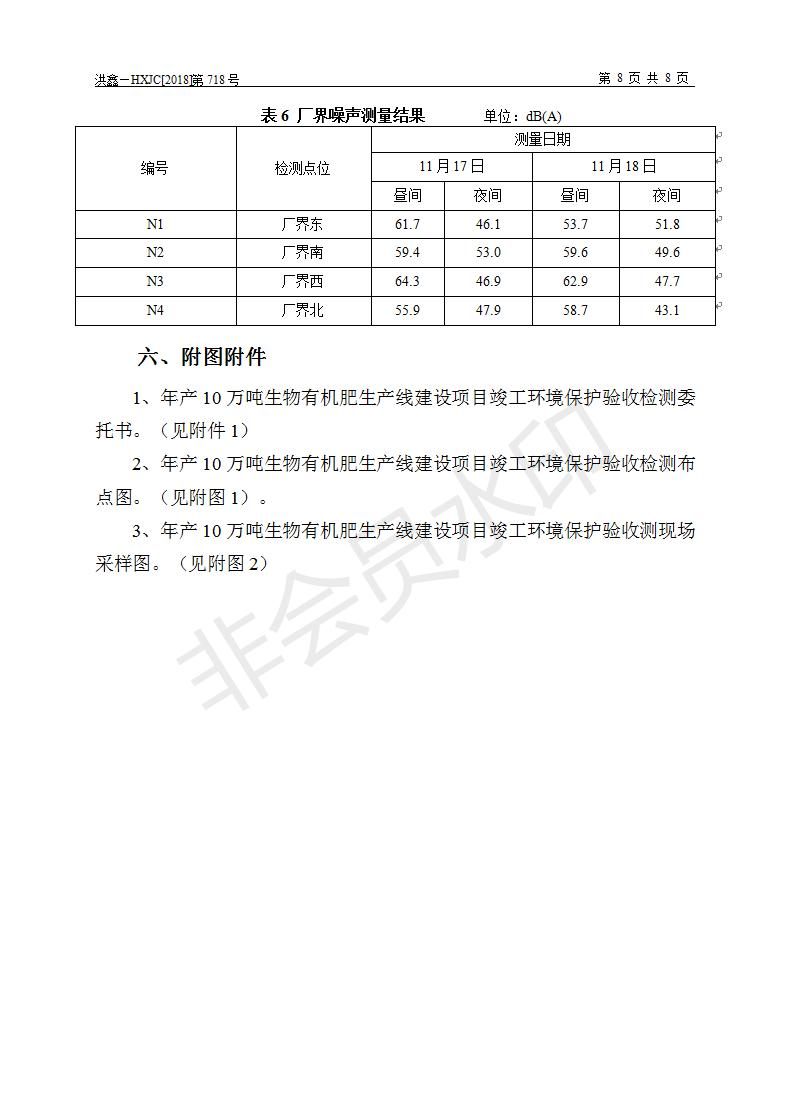 洪鑫－HXJC[2018]第 718 号 第 8 页 共 8 页
表 6 厂界噪声测量结果 单位：dB(A)
编号 检测点位 测量日期
11 月 17 日 11 月 18 日
昼间 夜间 昼间 夜间
N1 厂界东 61.7 46.1 53.7 51.8
N2 厂界南 59.4 53.0 59.6 49.6
N3 厂界西 64.3 46.9 62.9 47.7
N4 厂界北 55.9 47.9 58.7 43.1
六、附图附件
1、年产 10 万吨生物有机肥生产线建设项目竣工环境保护验收检测委
托书。（见附件 1）
2、年产 10 万吨生物有机肥生产线建设项目竣工环境保护验收检测布
点图。（见附图 1）。
3、年产 10 万吨生物有机肥生产线建设项目竣工环境保护验收测现场
采样图。（见附图 2）
非会员水印